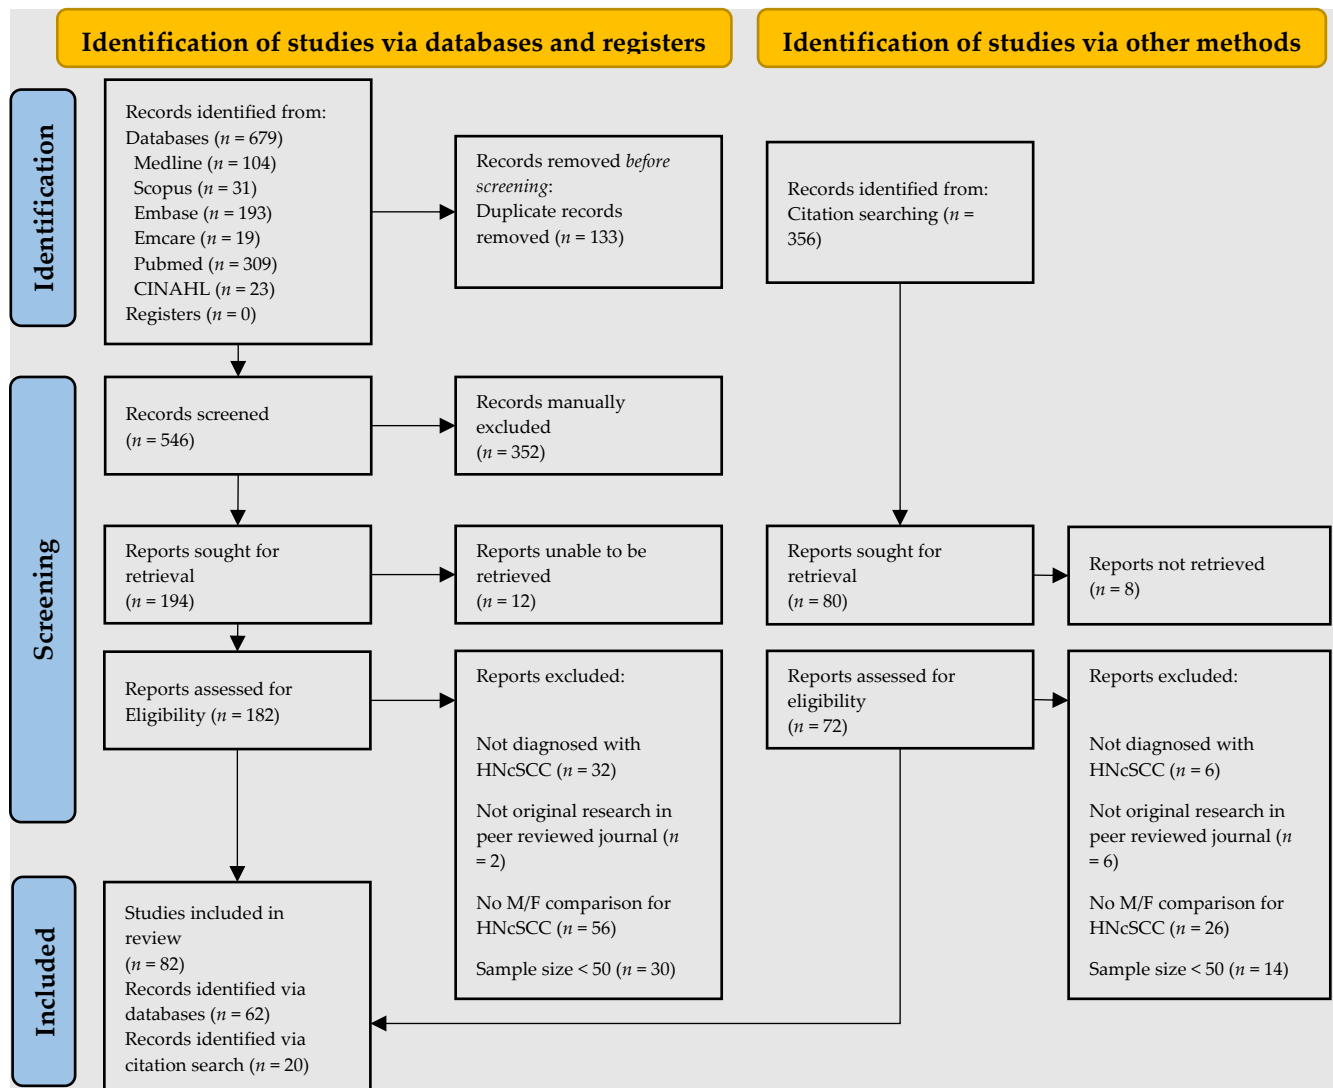 Identification of studies via databases and registers
Identification of studies via other methods
Identification
Records identified from:
Databases (n = 679)
Medline (n = 104)
Scopus (n = 31)
Embase (n = 193)
Emcare (n = 19)
Pubmed (n = 309)
CINAHL (n = 23)
Registers (n = 0)
Records removed before
screening:
Duplicate records
removed (n = 133)
Records identified from:
Citation searching (n =
356)
Screening
Records screened
(n = 546)
Records manually
excluded
(n = 352)
Reports sought for
retrieval
(n = 194)
Reports unable to be
retrieved
(n = 12)
Reports sought for
retrieval
(n = 80)
Reports not retrieved
(n = 8)
Reports assessed for
Eligibility (n = 182)
Reports excluded:
Not diagnosed with
HNcSCC (n = 32)
Not original research in
peer reviewed journal (n
= 2)
No M/F comparison for
HNcSCC (n = 56)
Sample size < 50 (n = 30)
Reports assessed for
eligibility
(n = 72)
Reports excluded:
Not diagnosed with
HNcSCC (n = 6)
Not original research in
peer reviewed journal (n
= 6)
No M/F comparison for
HNcSCC (n = 26)
Sample size < 50 (n = 14)
Included
Studies included in
review
(n = 82)
Records identified via
databases (n = 62)
Records identified via
citation search (n = 20)